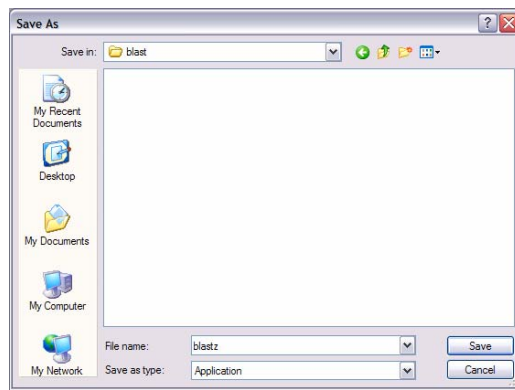 Save As
Save in: blast
My Recent
Documents
Desktop
My Documents
My Computer
My Network
File name: blastz
Save as type: Application
Save
Cancel